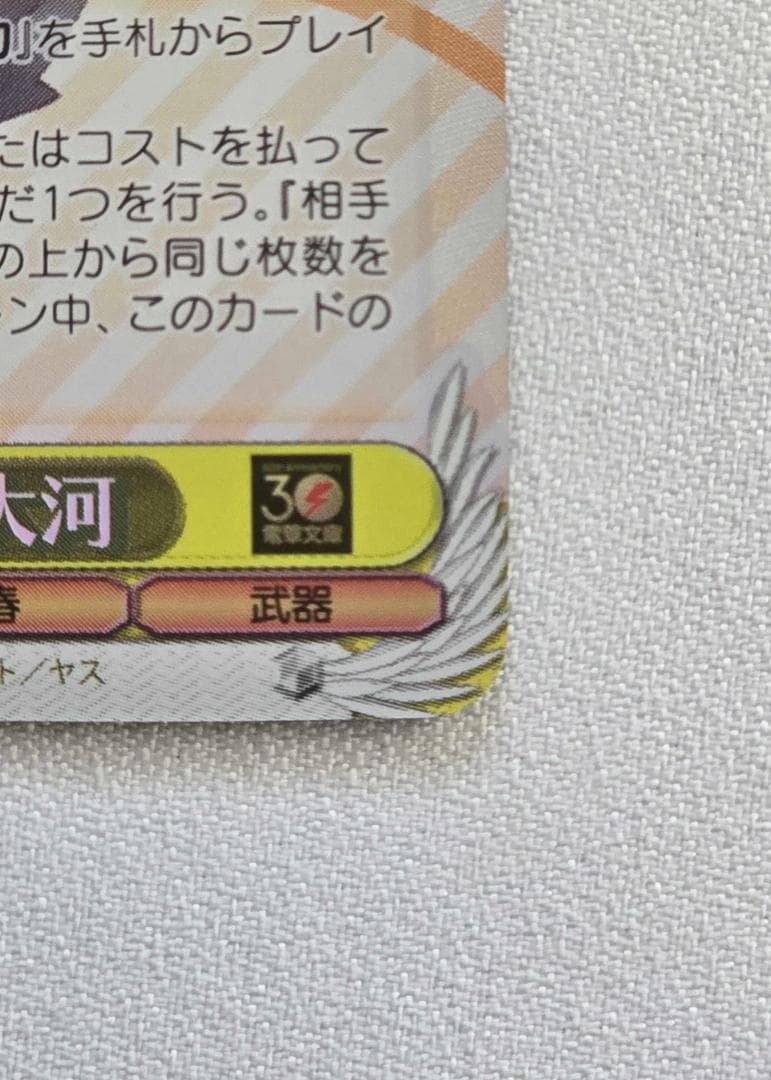 』を手札からプレイ
たはコストを払って
だ1つを行う。『相手
の上から同じ枚数を
ーン中、このカードの
大河
30
電撃文庫
春
武器
ト／ヤス